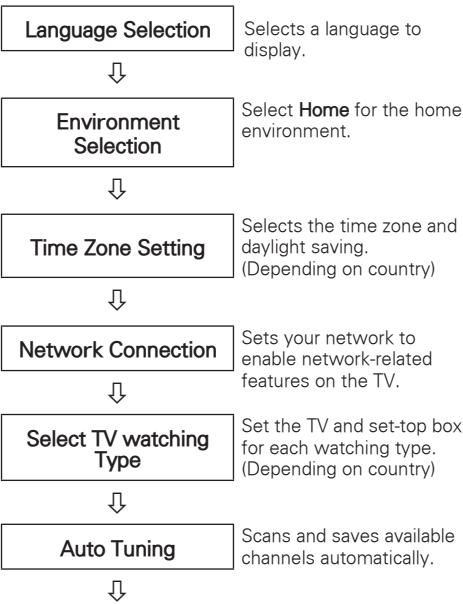 Language Selection
Selects a language to
display.
Environment
Selection
Select Home for the home
environment.
Time Zone Setting
Selects the time zone and
daylight saving.
(Depending on country)
Network Connection
Sets your network to
enable network-related
features on the TV.
Select TV watching
Type
Set the TV and set-top box
for each watching type.
(Depending on country)
Auto Tuning
Scans and saves available
channels automatically.